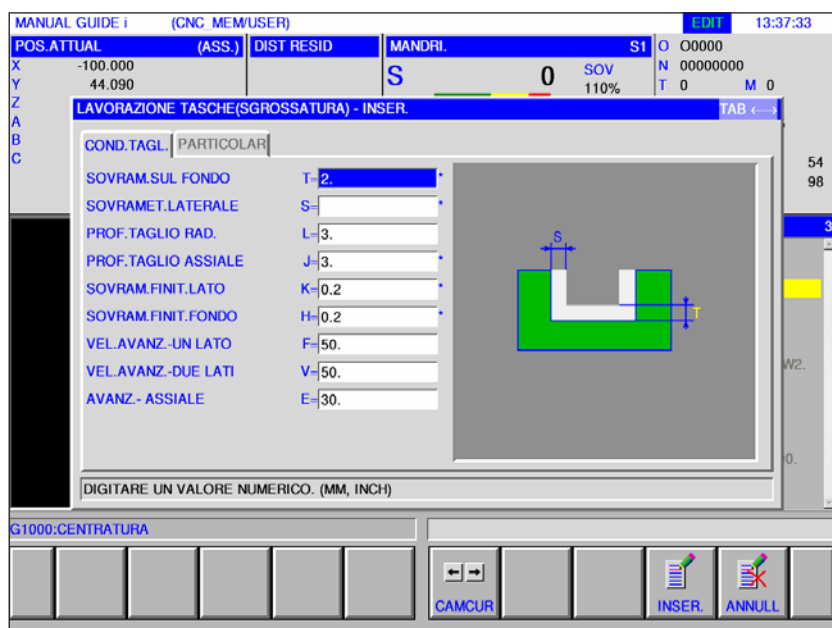 MANUAL GUIDE i (CNC_MEM/USER) EDIT 13:37:33
POS.ATTUAL (ASS.) DIST RESID MANDRI. S1 O O0000
X -100.000 N 00000000
Y 44.090 S 0 SOV 110% T 0 M 0
Z
A
B
C
54
98
3
LAVORAZIONE TASCHE(SGROSSATURA) - INSER. TAB ←→
COND.TAGL. PARTICOLAR
SOVRAM.SUL FONDO T= 2. *
SOVRAMET.LATERALE S= *
PROF.TAGLIO RAD. L= 3.
PROF.TAGLIO ASSIALE J= 3. *
SOVRAM.FINIT.LATO K= 0.2 *
SOVRAM.FINIT.FONDO H= 0.2 *
VEL.AVANZ.-UN LATO F= 50.
VEL.AVANZ.-DUE LATI V= 50.
AVANZ.- ASSIALE E= 30.
S
T
W2.
0.
DIGITARE UN VALORE NUMERICO. (MM, INCH)
G1000:CENTRATURA
←→ CAMCUR INSER. ANNULL